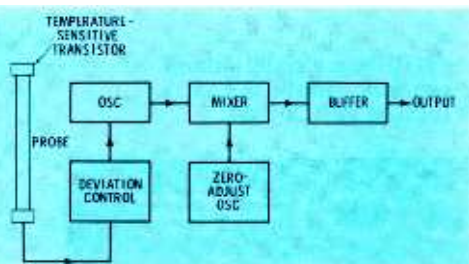 TEMPERATURE-
SENSITIVE
TRANSISTOR
OSC
MIXER
BUFFER
OUTPUT
PROBE
DEVIATION
CONTROL
ZERO-
ADJUST
OSC